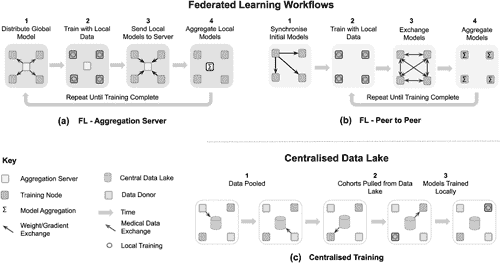 Federated Learning Workflows
1
Distribute Global
Model
2
Train with Local
Data
3
Send Local
Models to Server
4
Aggregate Local
Models
Σ
Repeat Until Training Complete
(a) FL - Aggregation Server
1
Synchronise
Initial Models
2
Train with Local
Data
3
Exchange
Models
4
Aggregate
Models
Σ Σ
Σ Σ
Repeat Until Training Complete
(b) FL - Peer to Peer
Key
Aggregation Server
Training Node
Σ Model Aggregation
Weight/Gradient
Exchange
Central Data Lake
Data Donor
Time
Medical Data
Exchange
Local Training
Centralised Data Lake
1
Data Pooled
2
Cohorts Pulled from Data
Lake
3
Models Trained
Locally
(c) Centralised Training